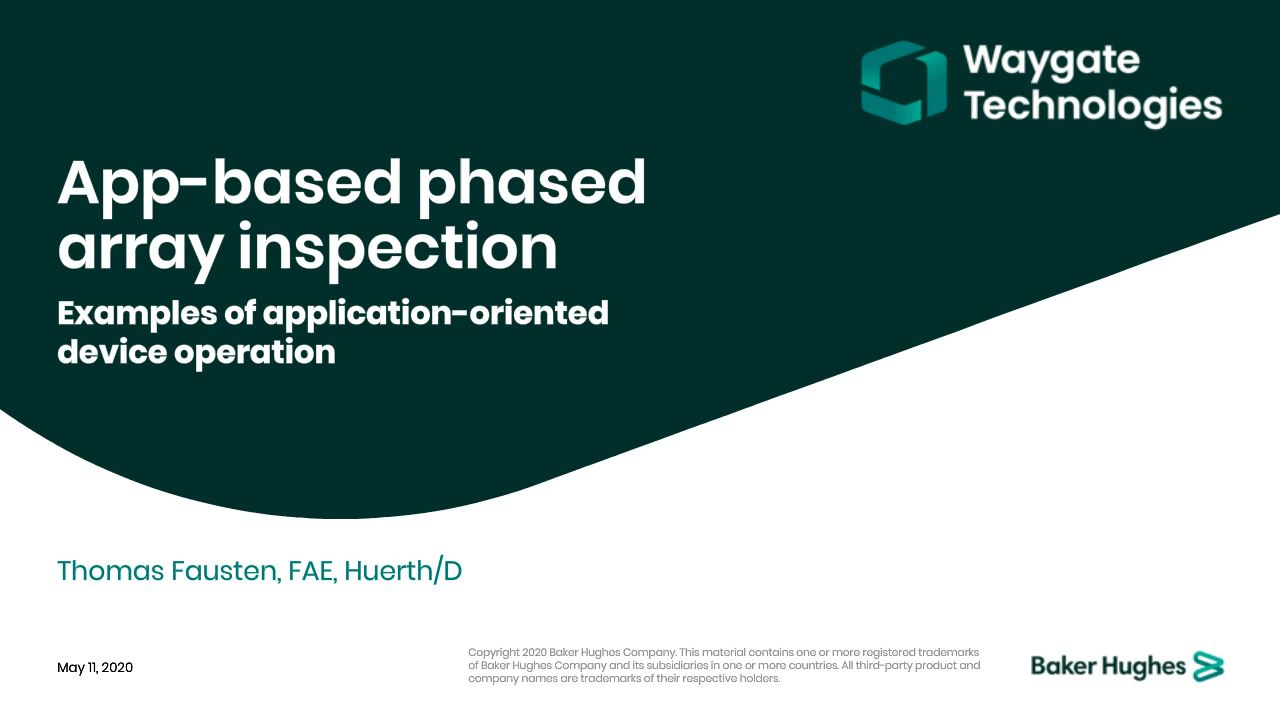 Waygate
Technologies
App-based phased
array inspection
Examples of application-oriented
device operation
Thomas Fausten, FAE, Huerth/D
May 11, 2020
Copyright 2020 Baker Hughes Company. This material contains one or more registered trademarks
of Baker Hughes Company and its subsidiaries in one or more countries. All third-party product and
company names are trademarks of their respective holders.
Baker Hughes